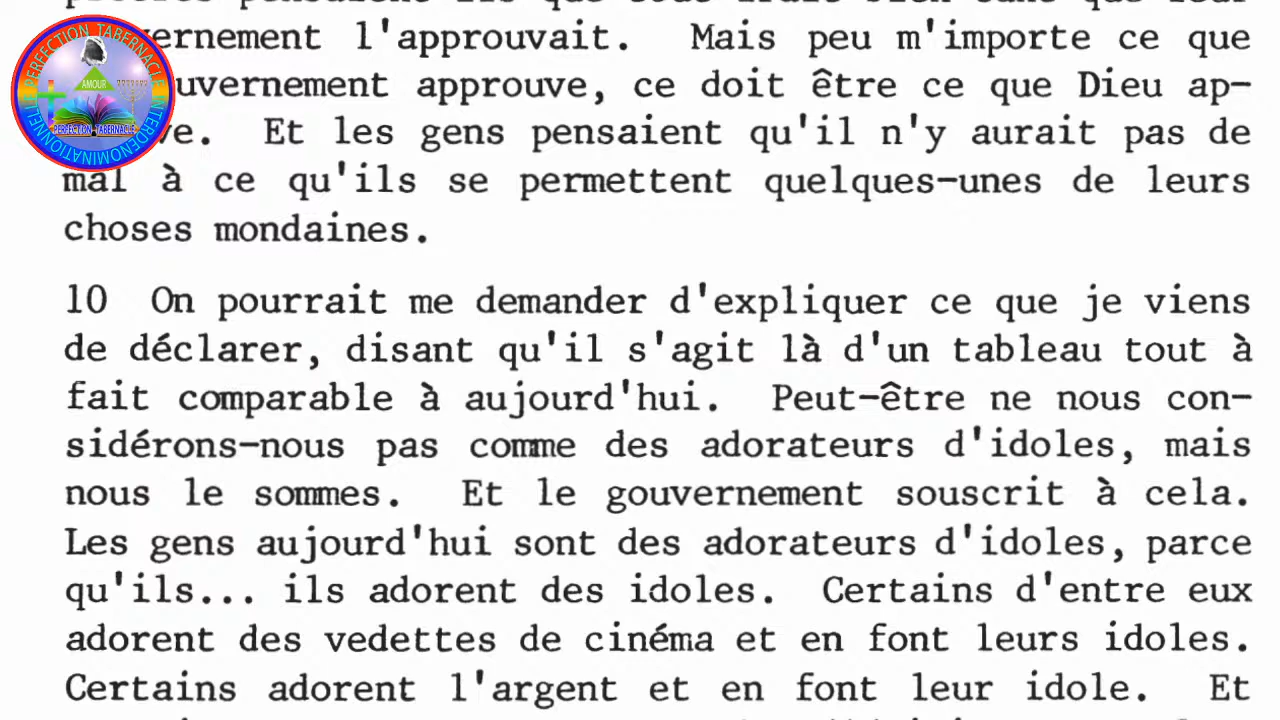 vernement l'approuvait. Mais peu m'importe ce que
uvernement approuve, ce doit être ce que Dieu ap-
ve. Et les gens pensaient qu'il n'y aurait pas de
mal à ce qu'ils se permettent quelques-unes de leurs
choses mondaines.
10 On pourrait me demander d'expliquer ce que je viens
de déclarer, disant qu'il s'agit là d'un tableau tout à
fait comparable à aujourd'hui. Peut-être ne nous con-
sidérons-nous pas comme des adorateurs d'idoles, mais
nous le sommes. Et le gouvernement souscrit à cela.
Les gens aujourd'hui sont des adorateurs d'idoles, parce
qu'ils... ils adorent des idoles. Certains d'entre eux
adorent des vedettes de cinéma et en font leurs idoles.
Certains adorent l'argent et en font leur idole. Et
PERFECTION TABERNACLE INTERDENOMINATIONNELLE
AMOUR
PERFECTION TABERNACLE